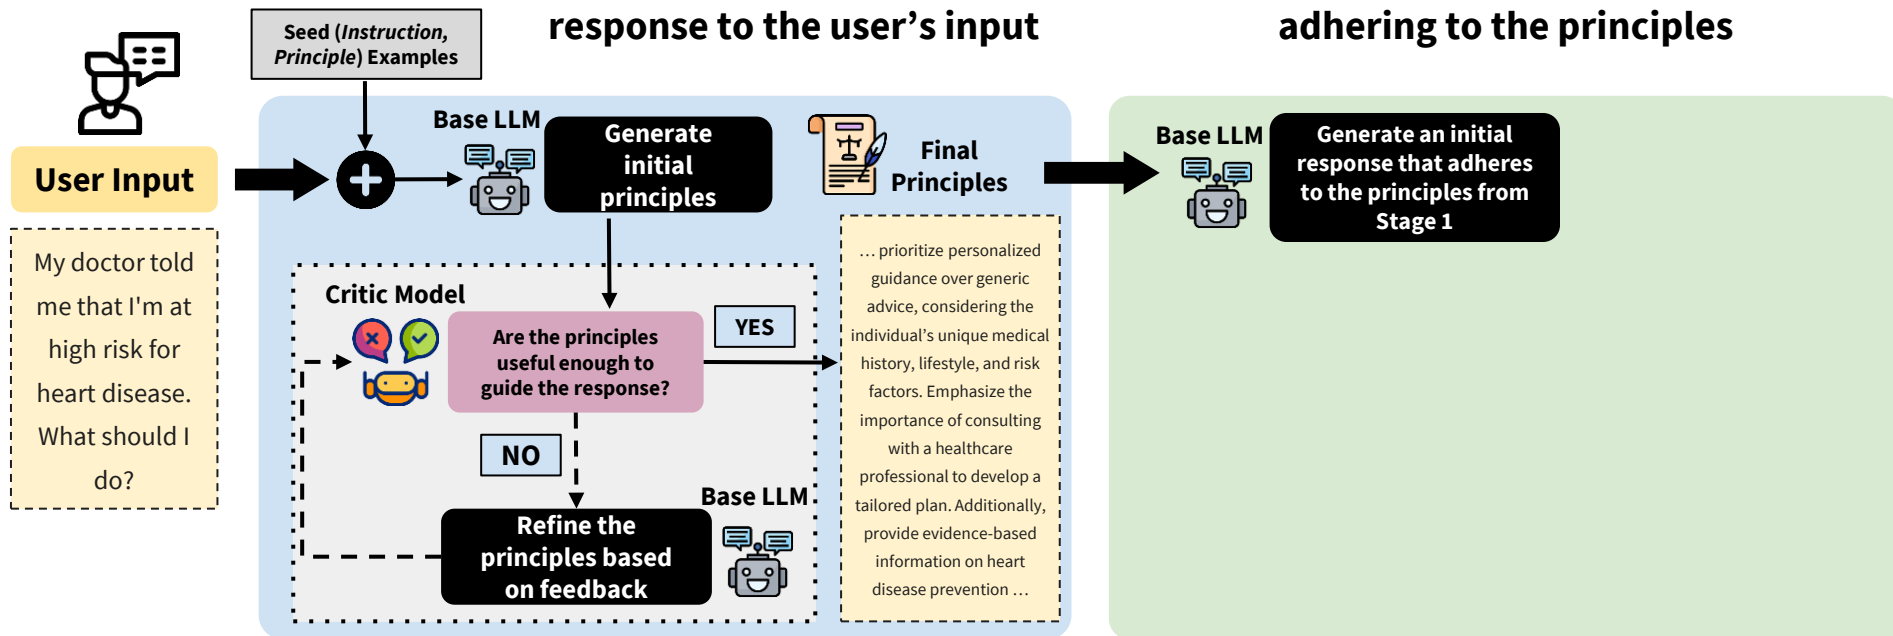 response to the user’s input
adhering to the principles
Seed (Instruction,
Principle) Examples
User Input
My doctor told
me that I'm at
high risk for
heart disease.
What should I
do?
Base LLM
Generate
initial
principles
Critic Model
Are the principles
useful enough to
guide the response?
YES
NO
Base LLM
Refine the
principles based
on feedback
Final
Principles
… prioritize personalized
guidance over generic
advice, considering the
individual’s unique medical
history, lifestyle, and risk
factors. Emphasize the
importance of consulting
with a healthcare
professional to develop a
tailored plan. Additionally,
provide evidence-based
information on heart
disease prevention …
Base LLM
Generate an initial
response that adheres
to the principles from
Stage 1